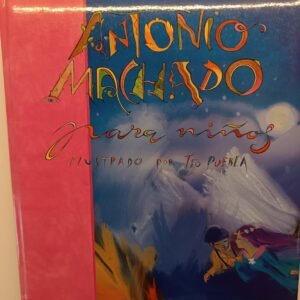 ANTONIO
MACHADO
para niños
ILUSTRADO POR TEO PUEBLA